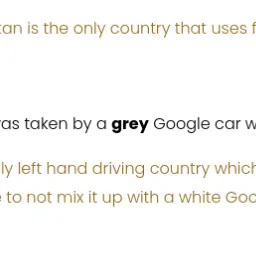 tan is the only country that uses f
was taken by a grey Google car w
ly left hand driving country which
to not mix it up with a white Goo